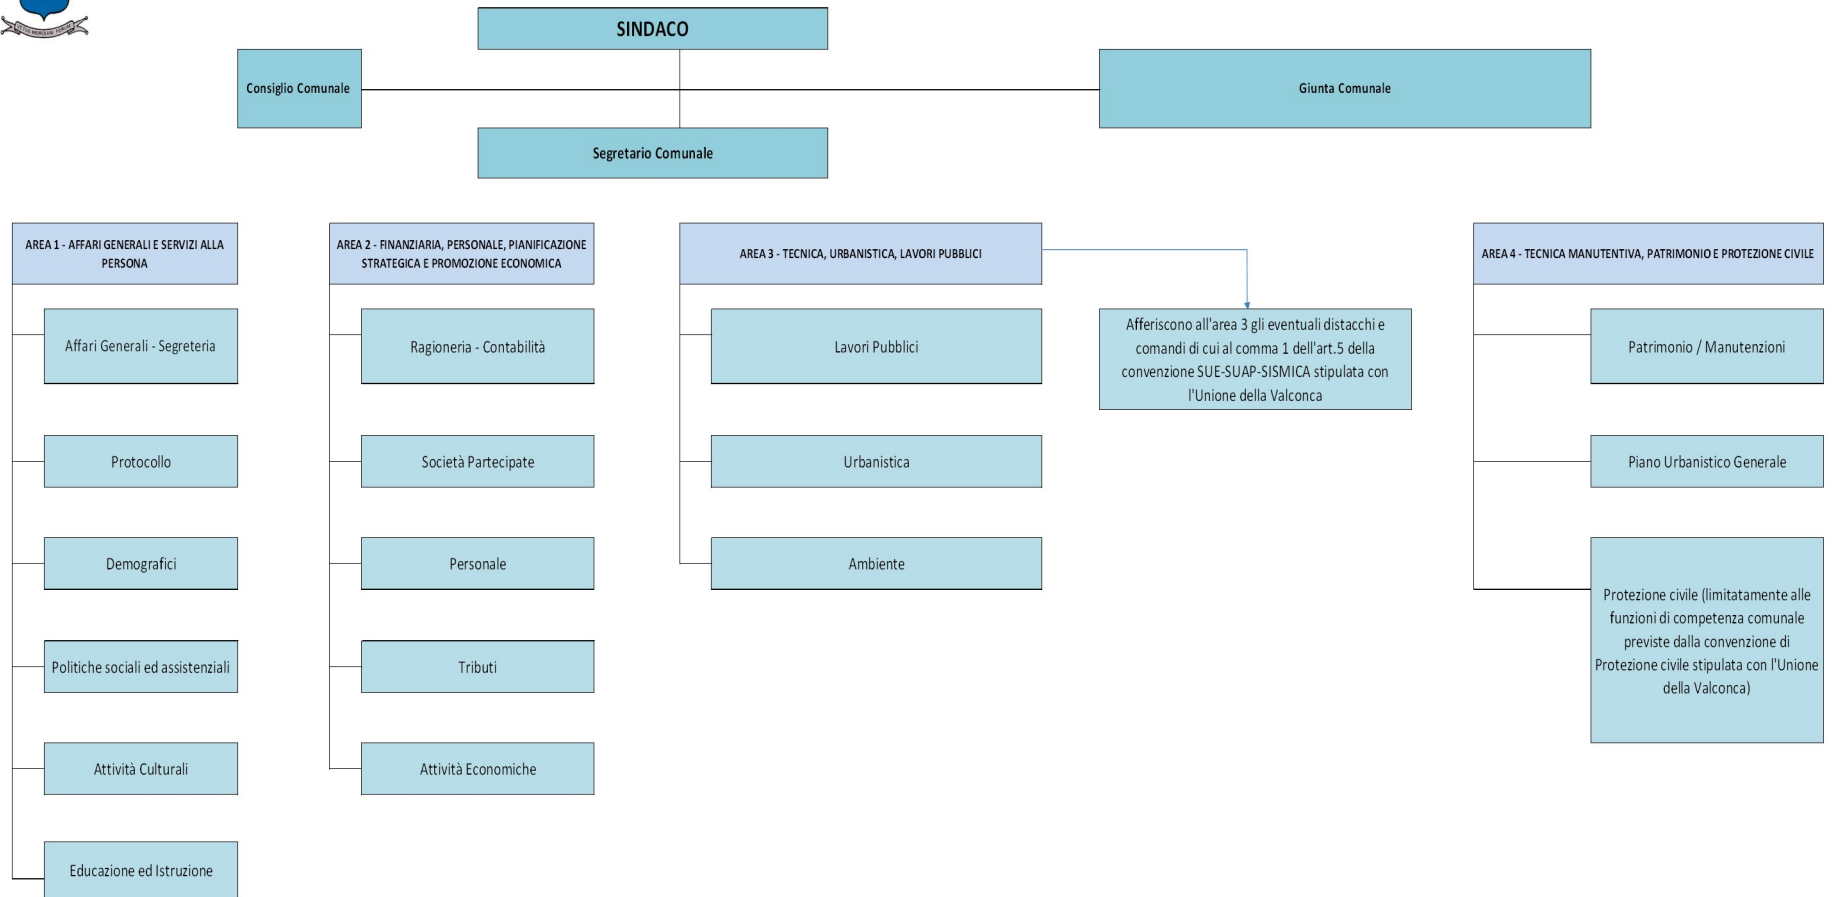 SINDACO
Consiglio Comunale
Giunta Comunale
Segretario Comunale
AREA 1 - AFFARI GENERALI E SERVIZI ALLA
PERSONA
Affari Generali - Segreteria
Protocollo
Demografici
Politiche sociali ed assistenziali
Attività Culturali
Educazione ed Istruzione
AREA 2 - FINANZIARIA, PERSONALE, PIANIFICAZIONE
STRATEGICA E PROMOZIONE ECONOMICA
Ragioneria - Contabilità
Società Partecipate
Personale
Tributi
Attività Economiche
AREA 3 - TECNICA, URBANISTICA, LAVORI PUBBLICI
Lavori Pubblici
Urbanistica
Ambiente
Afferiscono all'area 3 gli eventuali distacchi e
comandi di cui al comma 1 dell'art.5 della
convenzione SUE-SUAP-SISMICA stipulata con
l'Unione della Valconca
AREA 4 - TECNICA MANUTENTIVA, PATRIMONIO E PROTEZIONE CIVILE
Patrimonio / Manutenzioni
Piano Urbanistico Generale
Protezione civile (limitatamente alle
funzioni di competenza comunale
previste dalla convenzione di
Protezione civile stipulata con l'Unione
della Valconca)